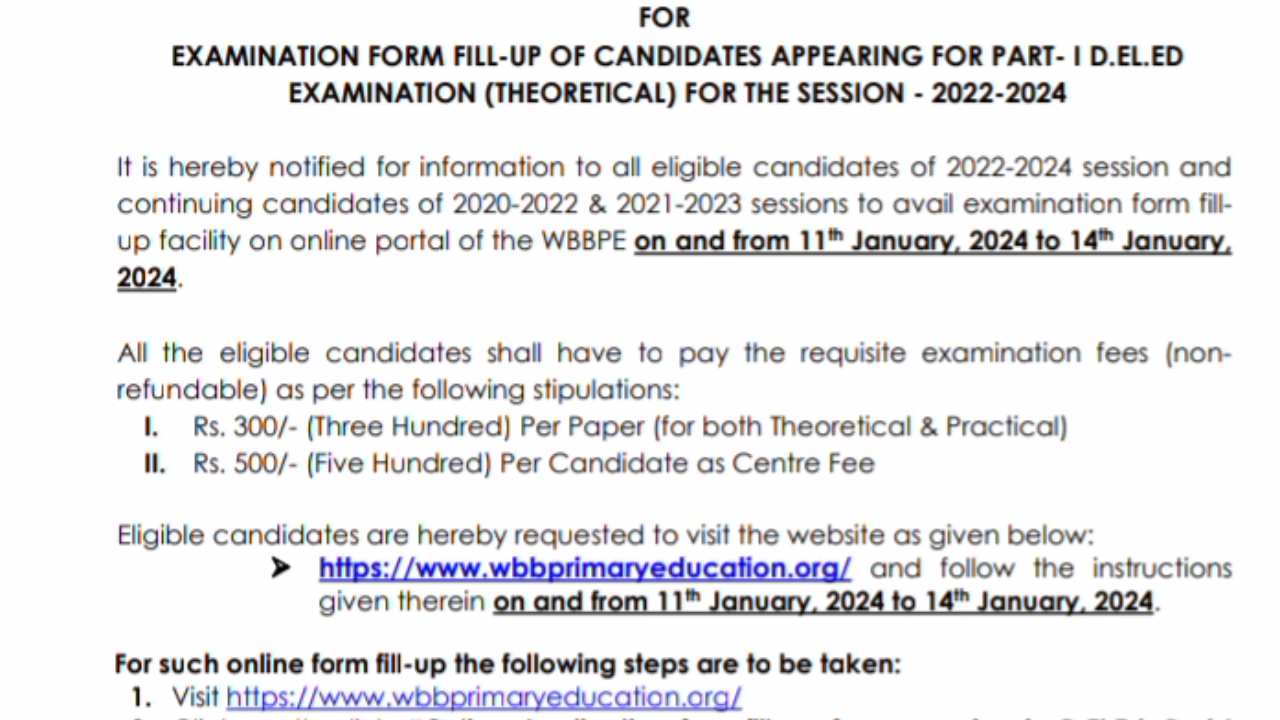 FOR
EXAMINATION FORM FILL-UP OF CANDIDATES APPEARING FOR PART- I D.EL.ED
EXAMINATION (THEORETICAL) FOR THE SESSION - 2022-2024
It is hereby notified for information to all eligible candidates of 2022-2024 session and
continuing candidates of 2020-2022 & 2021-2023 sessions to avail examination form fill-
up facility on online portal of the WBBPE on and from 11th January, 2024 to 14th January,
2024.
All the eligible candidates shall have to pay the requisite examination fees (non-
refundable) as per the following stipulations:
I. Rs. 300/- (Three Hundred) Per Paper (for both Theoretical & Practical)
II. Rs. 500/- (Five Hundred) Per Candidate as Centre Fee
Eligible candidates are hereby requested to visit the website as given below:
➢ https://www.wbbprimaryeducation.org/ and follow the instructions
given therein on and from 11th January, 2024 to 14th January, 2024.
For such online form fill-up the following steps are to be taken:
1. Visit https://www.wbbprimaryeducation.org/